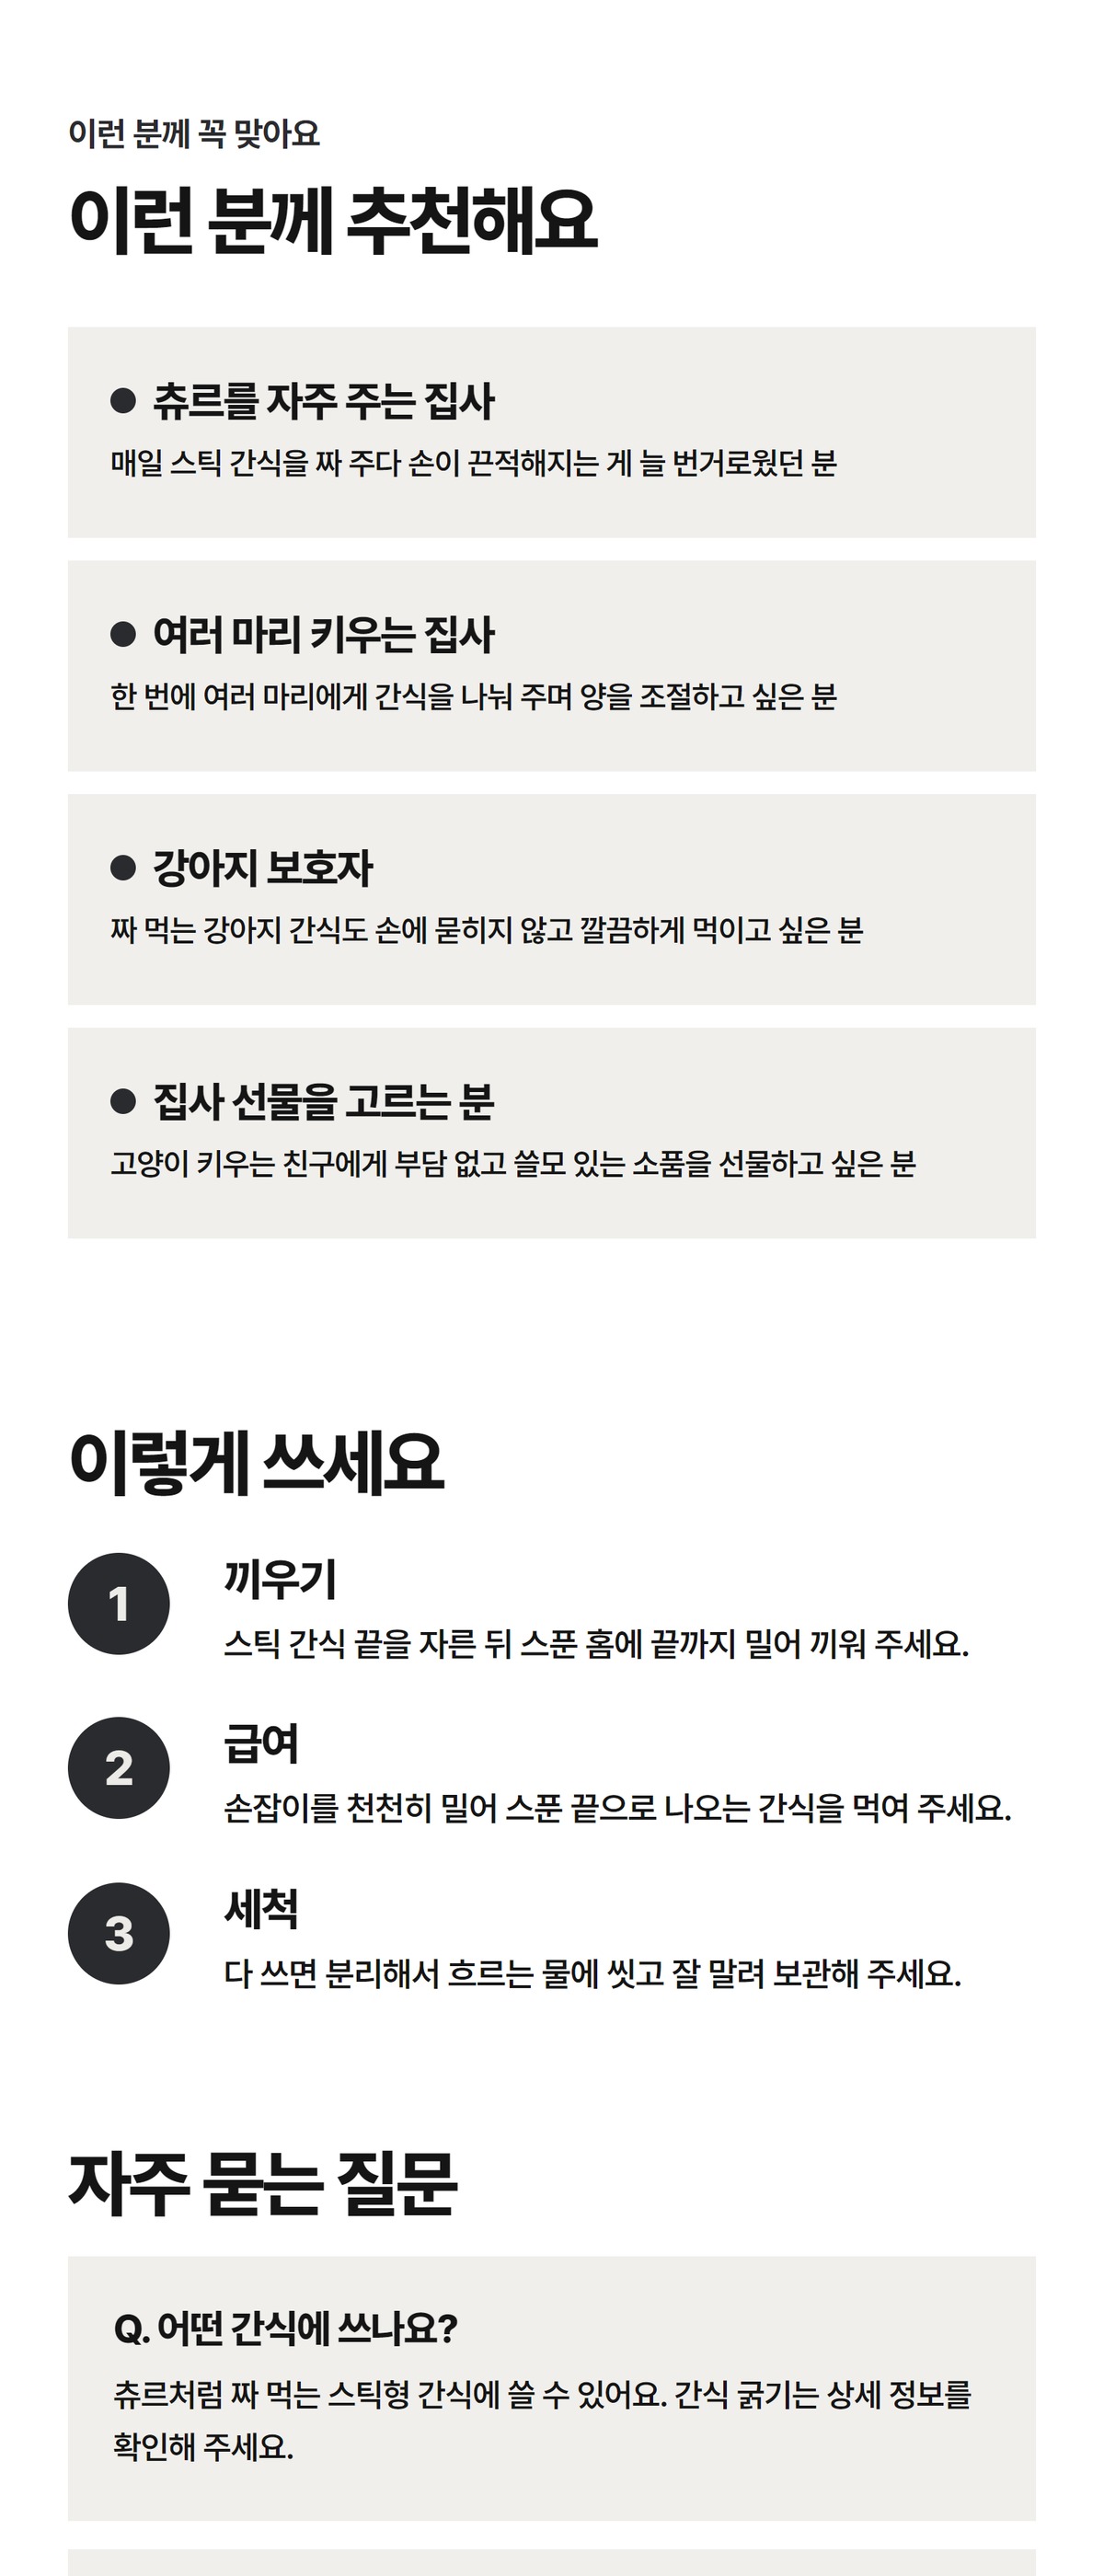 이런 분께 꼭 맞아요
이런 분께 추천해요
츄르를 자주 주는 집사
매일 스틱 간식을 짜 주다 손이 끈적해지는 게 늘 번거로웠던 분
여러 마리 키우는 집사
한 번에 여러 마리에게 간식을 나눠 주며 양을 조절하고 싶은 분
강아지 보호자
짜 먹는 강아지 간식도 손에 묻히지 않고 깔끔하게 먹이고 싶은 분
집사 선물을 고르는 분
고양이 키우는 친구에게 부담 없고 쓸모 있는 소품을 선물하고 싶은 분
이렇게 쓰세요
1
끼우기
스틱 간식 끝을 자른 뒤 스푼 홈에 끝까지 밀어 끼워 주세요.
2
급여
손잡이를 천천히 밀어 스푼 끝으로 나오는 간식을 먹여 주세요.
3
세척
다 쓰면 분리해서 흐르는 물에 씻고 잘 말려 보관해 주세요.
자주 묻는 질문
Q. 어떤 간식에 쓰나요?
츄르처럼 짜 먹는 스틱형 간식에 쓸 수 있어요. 간식 굵기는 상세 정보를
확인해 주세요.